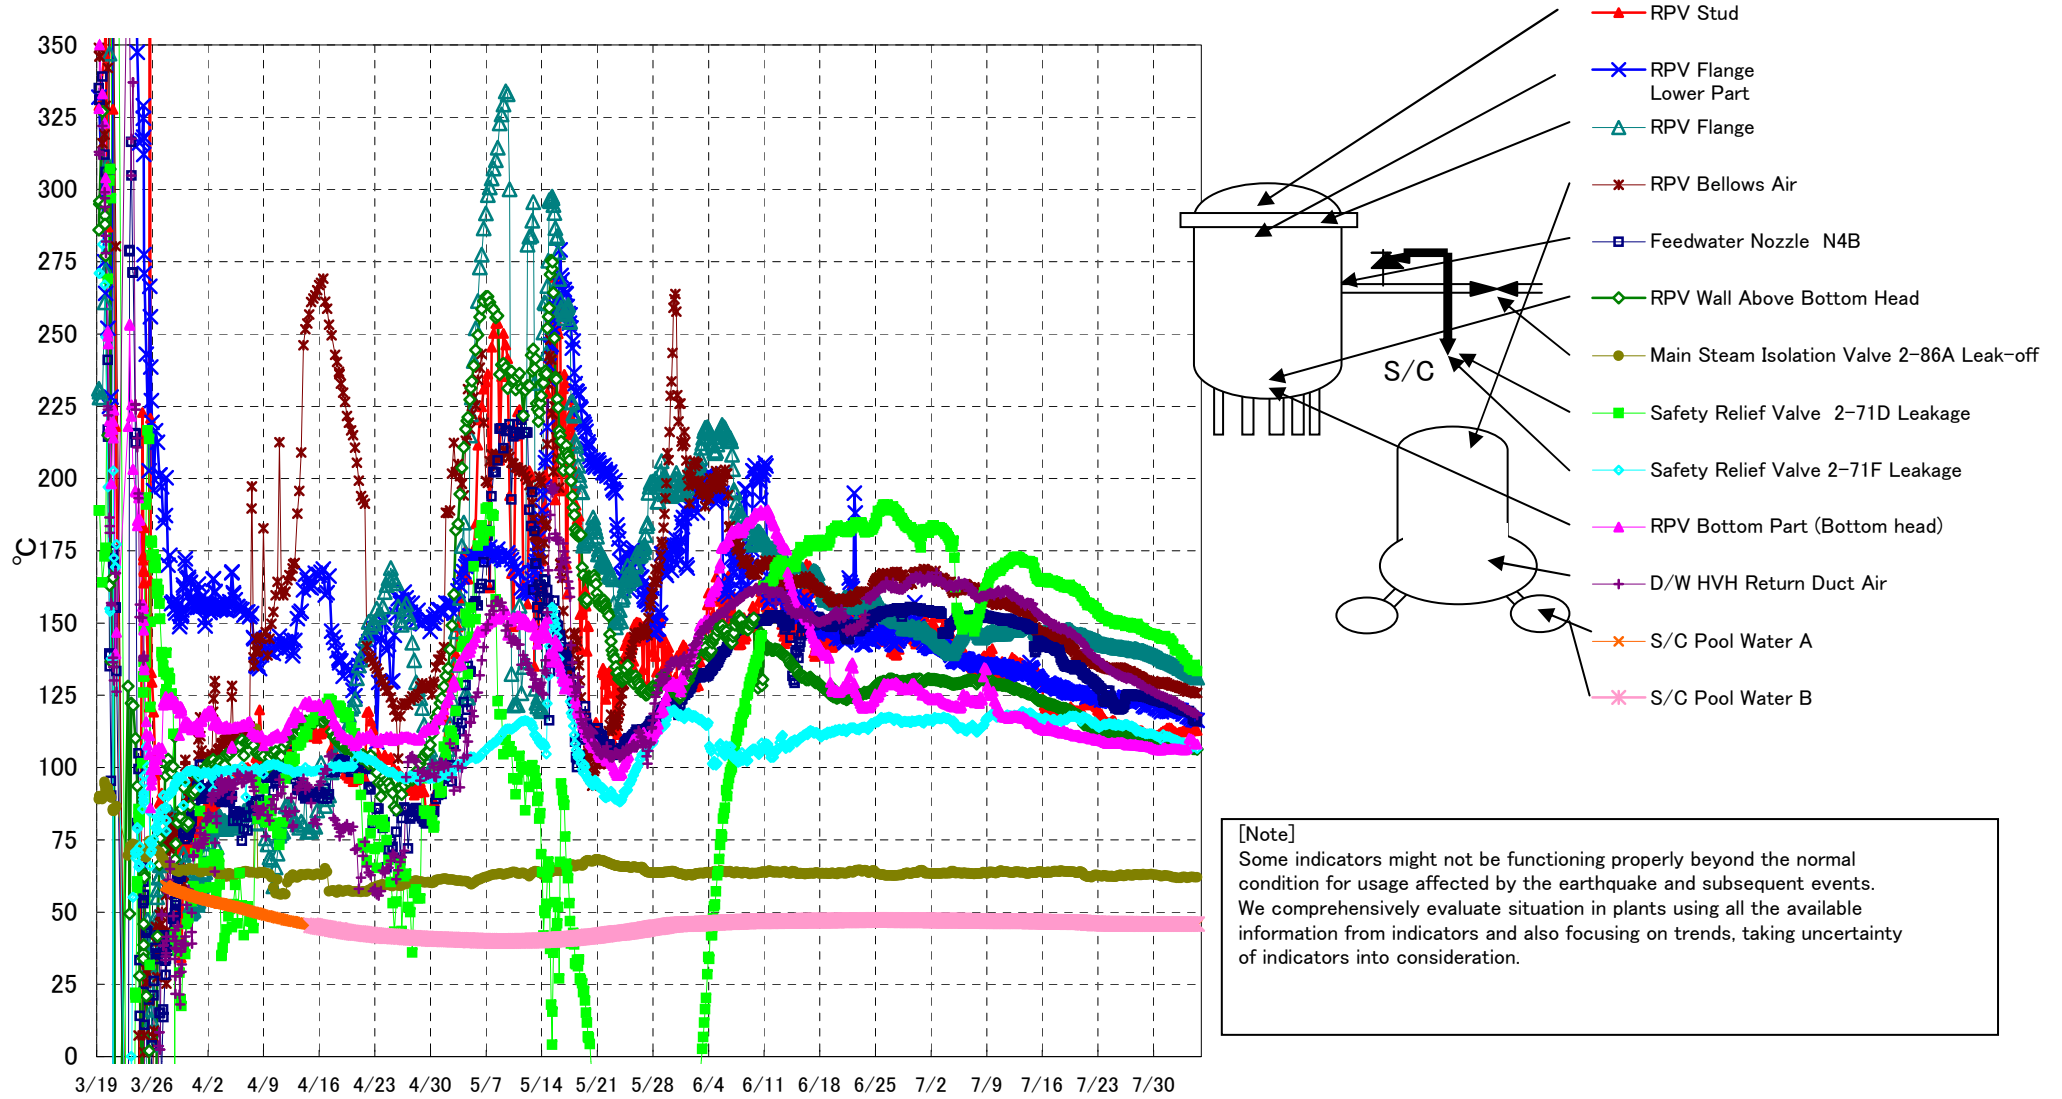 350
325
300
275
250
225
200
175
150
125
100
75
50
25
0
℃
3/19 3/26 4/2 4/9 4/16 4/23 4/30 5/7 5/14 5/21 5/28 6/4 6/11 6/18 6/25 7/2 7/9 7/16 7/23 7/30
RPV Stud
RPV Flange
Lower Part
RPV Flange
RPV Bellows Air
Feedwater Nozzle N4B
RPV Wall Above Bottom Head
Main Steam Isolation Valve 2-86A Leak-off
Safety Relief Valve 2-71D Leakage
Safety Relief Valve 2-71F Leakage
RPV Bottom Part (Bottom head)
D/W HVH Return Duct Air
S/C Pool Water A
S/C Pool Water B
S/C
[Note]
Some indicators might not be functioning properly beyond the normal
condition for usage affected by the earthquake and subsequent events.
We comprehensively evaluate situation in plants using all the available
information from indicators and also focusing on trends, taking uncertainty
of indicators into consideration.